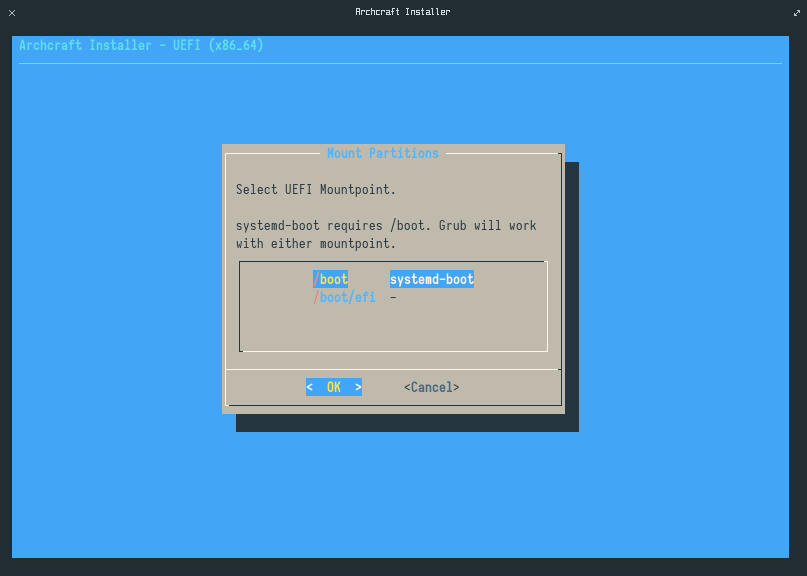 Archcraft Installer
Archcraft Installer - UEFI (x86_64)
Mount Partitions
Select UEFI Mountpoint.
systemd-boot requires /boot. Grub will work
with either mountpoint.
/boot systemd-boot
/boot/efi -
< OK > <Cancel>